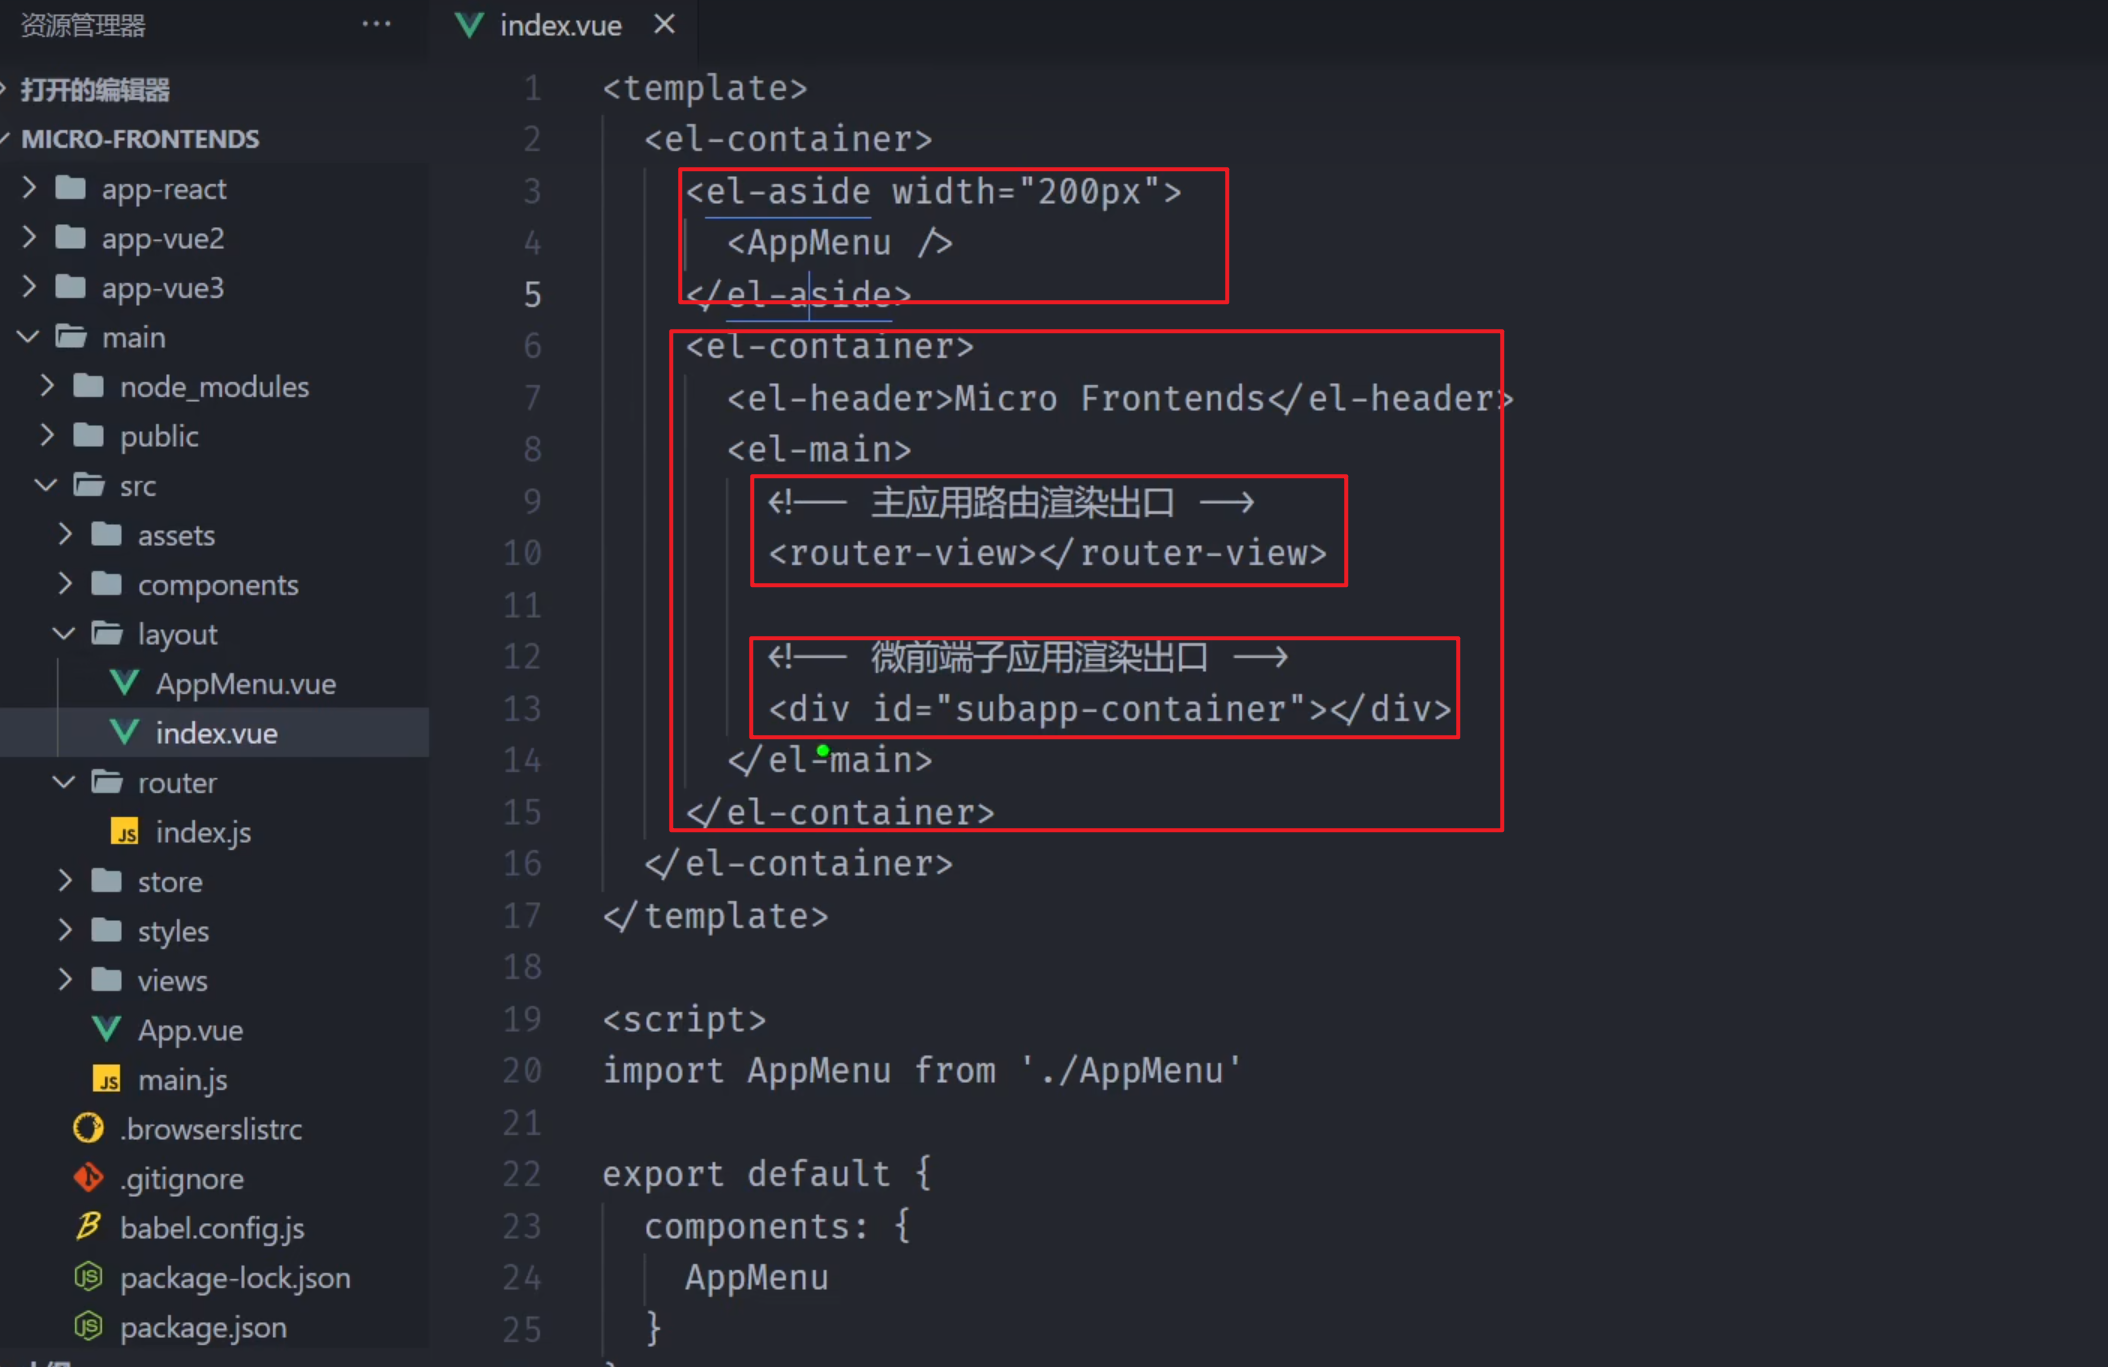 资源管理器 ···
打开的编辑器
MICRO-FRONTENDS
app-react
app-vue2
app-vue3
main
node_modules
public
src
assets
components
layout
AppMenu.vue
index.vue
router
index.js
store
styles
views
App.vue
main.js
.browserslistrc
.gitignore
babel.config.js
package-lock.json
package.json
index.vue ×
1 <template>
2 <el-container>
3 <el-aside width="200px">
4 <AppMenu />
5 </el-aside>
6 <el-container>
7 <el-header>Micro Frontends</el-header>
8 <el-main>
9 <!-- 主应用路由渲染出口 -->
10 <router-view></router-view>
11
12 <!-- 微前端子应用渲染出口 -->
13 <div id="subapp-container"></div>
14 </el-main>
15 </el-container>
16 </el-container>
17 </template>
18
19 <script>
20 import AppMenu from './AppMenu'
21
22 export default {
23 components: {
24 AppMenu
25 }